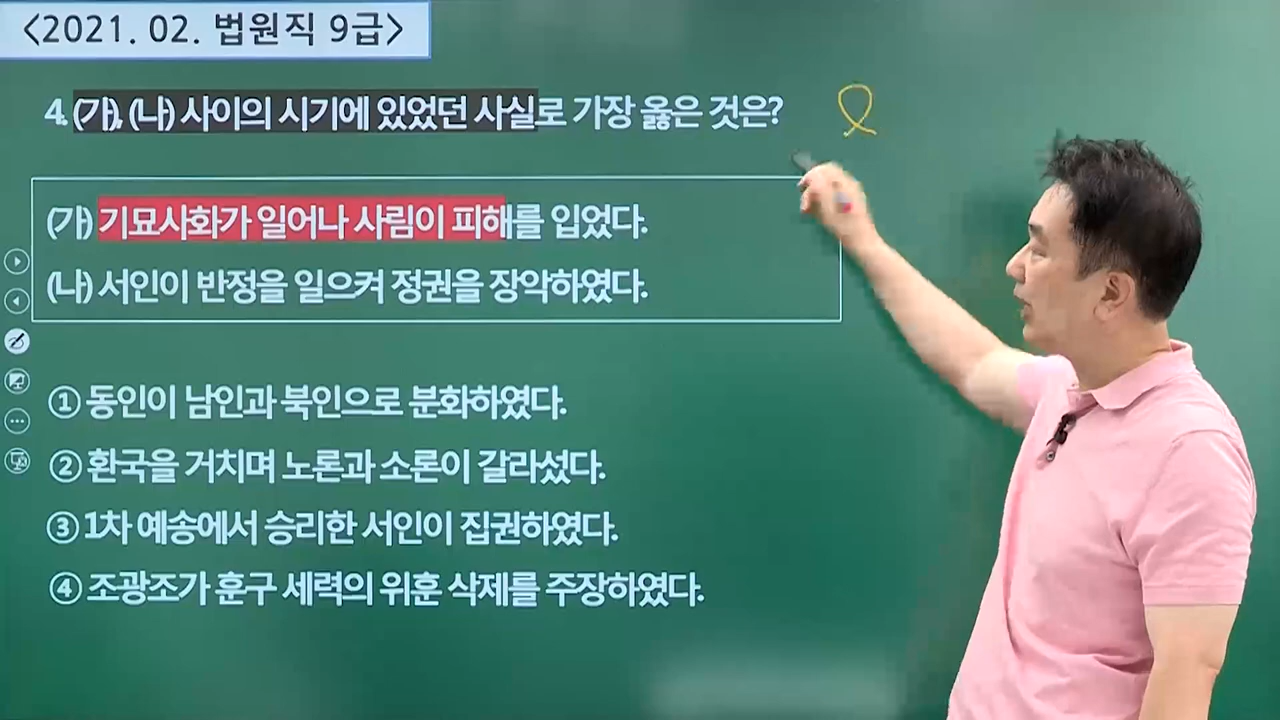 <2021. 02. 법원직 9급>
4. (가), (나) 사이의 시기에 있었던 사실로 가장 옳은 것은?
(가) 기묘사화가 일어나 사림이 피해를 입었다.
(나) 서인이 반정을 일으켜 정권을 장악하였다.
① 동인이 남인과 북인으로 분화하였다.
② 환국을 거치며 노론과 소론이 갈라섰다.
③ 1차 예송에서 승리한 서인이 집권하였다.
④ 조광조가 훈구 세력의 위훈 삭제를 주장하였다.